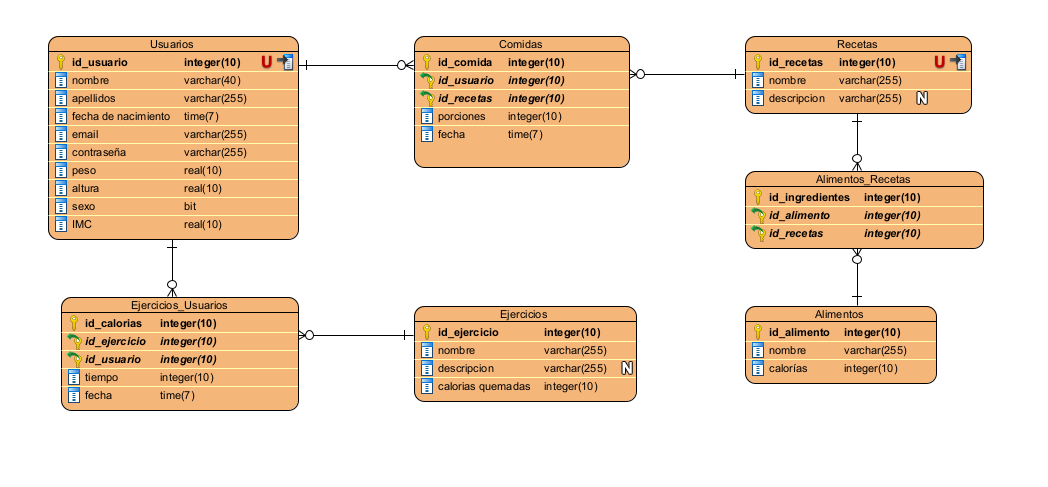 Usuarios
id_usuario integer(10) U
nombre varchar(40)
apellidos varchar(255)
fecha de nacimiento time(7)
email varchar(255)
contraseña varchar(255)
peso real(10)
altura real(10)
sexo bit
IMC real(10)
Comidas
id_comida integer(10)
id_usuario integer(10)
id_recetas integer(10)
porciones integer(10)
fecha time(7)
Recetas
id_recetas integer(10) U
nombre varchar(255)
descripcion varchar(255) N
Alimentos_Recetas
id_ingredientes integer(10)
id_alimento integer(10)
id_recetas integer(10)
Ejercicios_Usuarios
id_calorias integer(10)
id_ejercicio integer(10)
id_usuario integer(10)
tiempo integer(10)
fecha time(7)
Ejercicios
id_ejercicio integer(10)
nombre varchar(255)
descripcion varchar(255) N
calorias quemadas integer(10)
Alimentos
id_alimento integer(10)
nombre varchar(255)
calorías integer(10)